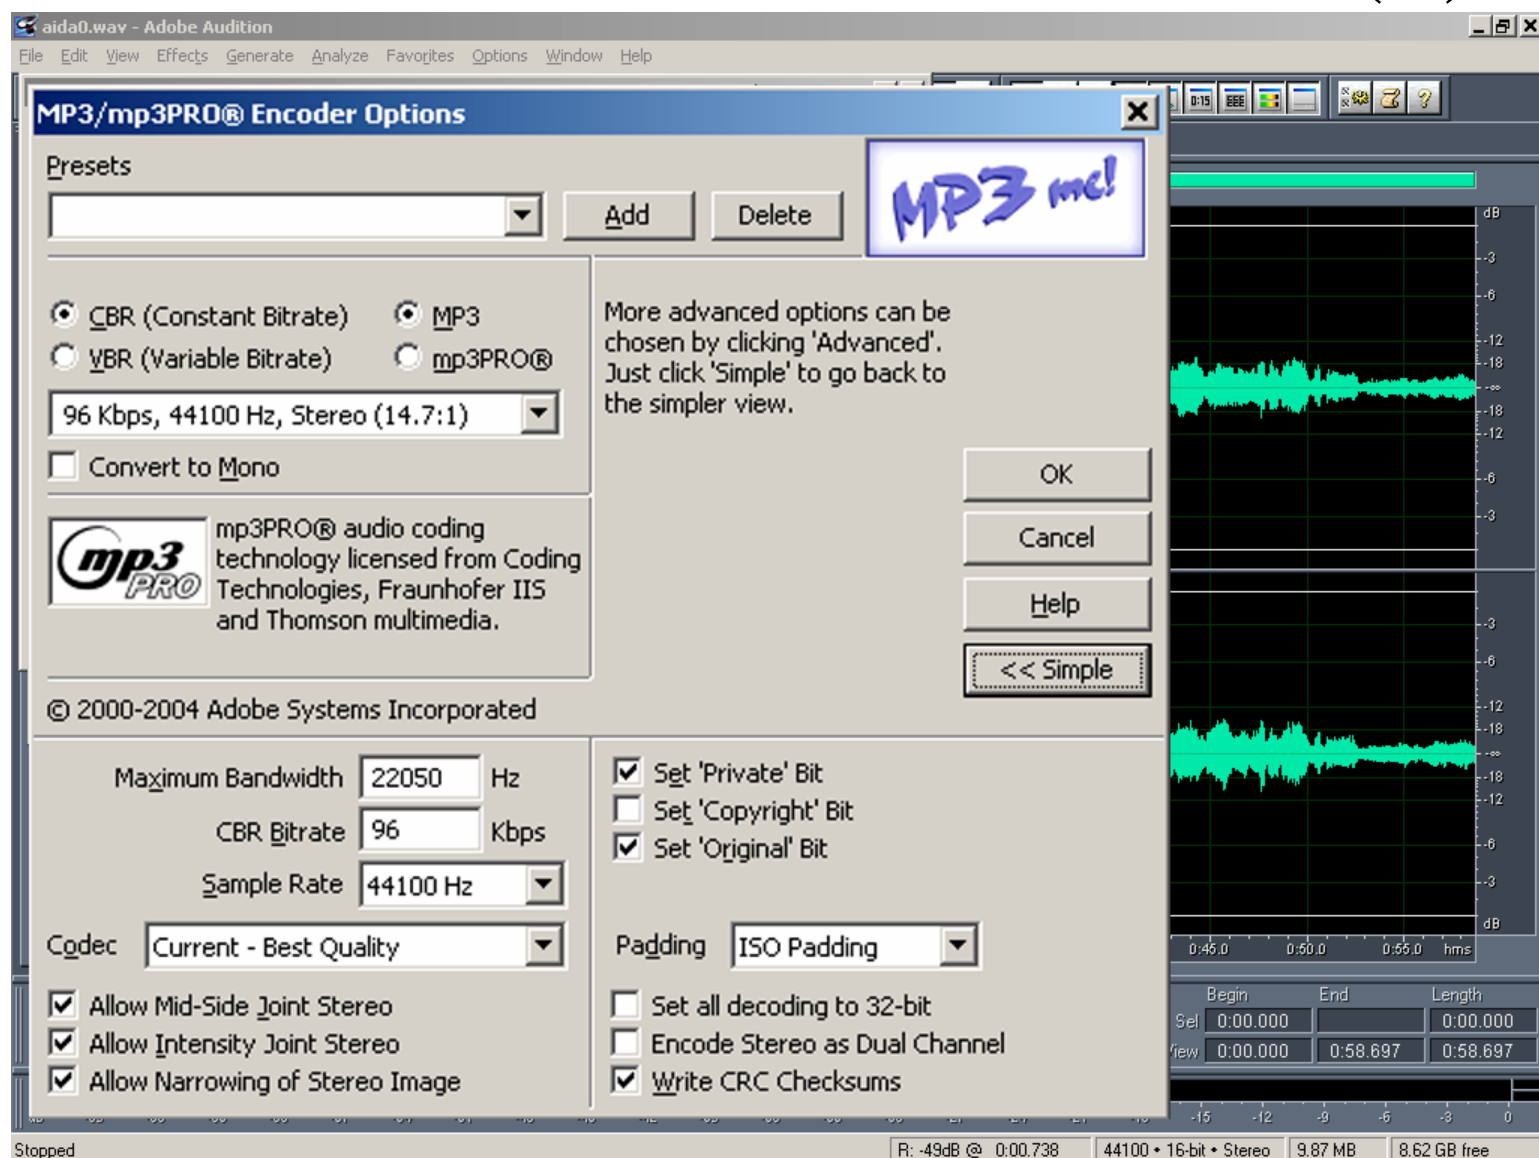 aida0.wav - Adobe Audition
File Edit View Effects Generate Analyze Favorites Options Window Help
MP3/mp3PRO® Encoder Options
Presets
Add Delete
MP3 me!
CBR (Constant Bitrate) MP3
VBR (Variable Bitrate) mp3PRO®
96 Kbps, 44100 Hz, Stereo (14.7:1)
Convert to Mono
More advanced options can be
chosen by clicking 'Advanced'.
Just click 'Simple' to go back to
the simpler view.
OK
Cancel
Help
<< Simple
mp3 PRO
mp3PRO® audio coding
technology licensed from Coding
Technologies, Fraunhofer IIS
and Thomson multimedia.
© 2000-2004 Adobe Systems Incorporated
Maximum Bandwidth 22050 Hz
CBR Bitrate 96 Kbps
Sample Rate 44100 Hz
Codec Current - Best Quality
Allow Mid-Side Joint Stereo
Allow Intensity Joint Stereo
Allow Narrowing of Stereo Image
Set 'Private' Bit
Set 'Copyright' Bit
Set 'Original' Bit
Padding ISO Padding
Set all decoding to 32-bit
Encode Stereo as Dual Channel
Write CRC Checksums
0:15
dB
-3
-6
-12
-18
-∞
-18
-12
-6
-3
-3
-6
-12
-18
-∞
-18
-12
-6
-3
dB
0:45.0 0:50.0 0:55.0 hms
Begin End Length
Sel 0:00.000 0:00.000
View 0:00.000 0:58.697 0:58.697
-15 -12 -9 -6 -3 0
Stopped
R: -49dB @ 0:00.738 44100 • 16-bit • Stereo 9.87 MB 8.62 GB free